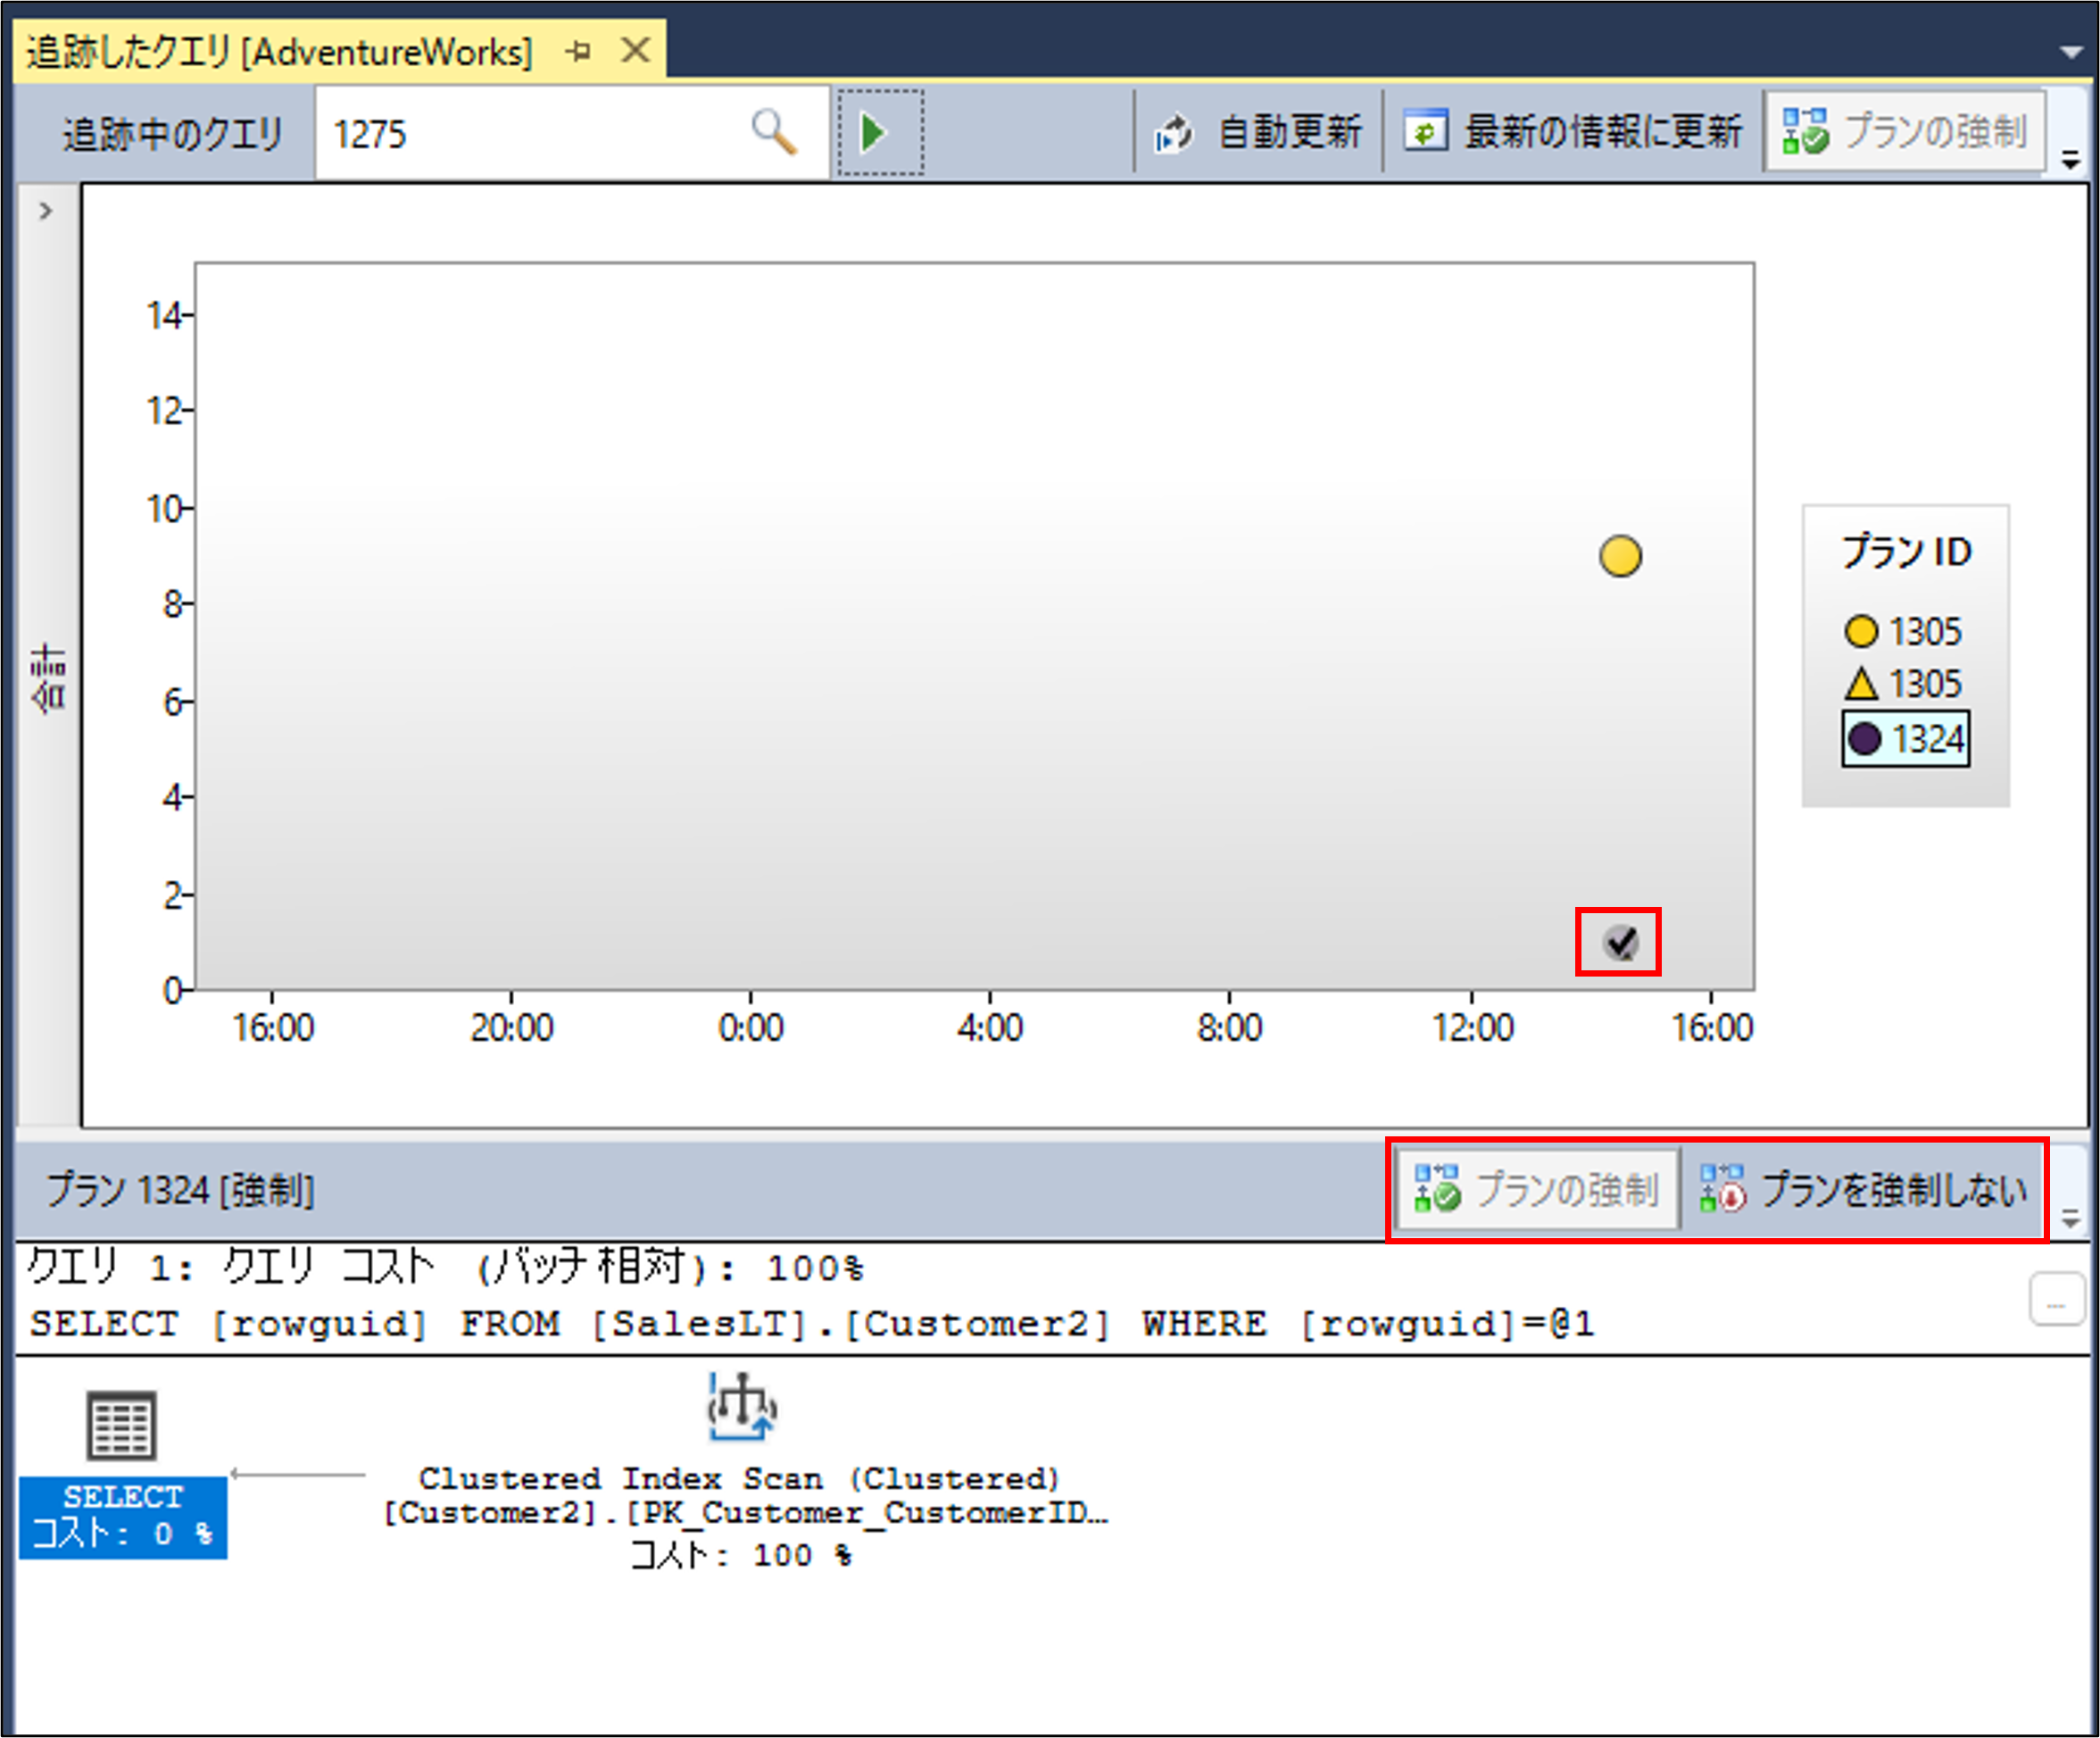 追跡したクエリ [AdventureWorks]
追跡中のクエリ 1275 自動更新 最新の情報に更新 プランの強制
合計
14
12
10
8
6
4
2
0
16:00 20:00 0:00 4:00 8:00 12:00 16:00
プラン ID
1305
1305
1324
プラン 1324 [強制] プランの強制 プランを強制しない
クエリ 1: クエリ コスト (バッチ相対): 100%
SELECT [rowguid] FROM [SalesLT].[Customer2] WHERE [rowguid]=@1
...
SELECT
コスト: 0 %
Clustered Index Scan (Clustered)
[Customer2].[PK_Customer_CustomerID…
コスト: 100 %